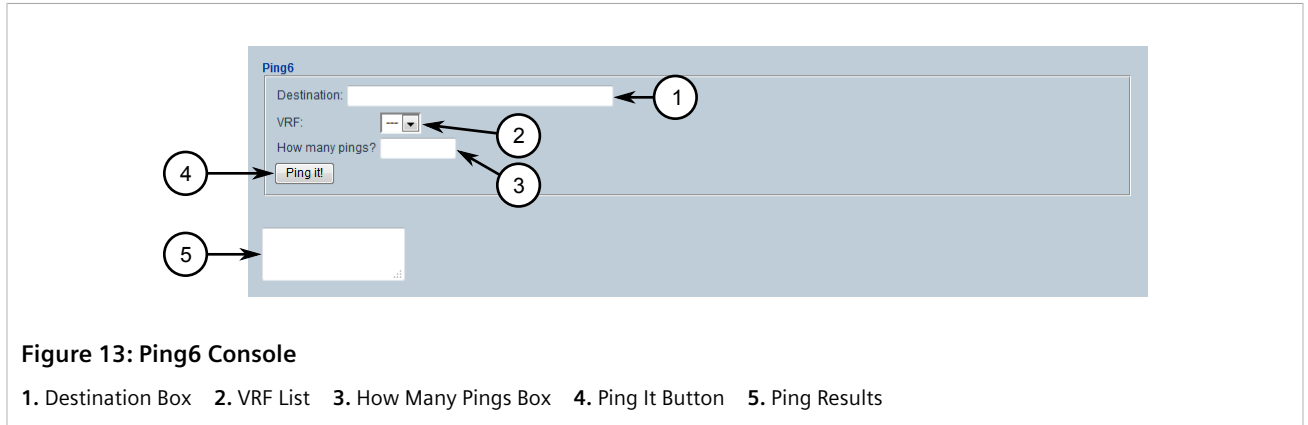 Ping6
Destination:
1
VRF:
---
2
How many pings?
3
4
Ping it!
5
Figure 13: Ping6 Console
1. Destination Box 2. VRF List 3. How Many Pings Box 4. Ping It Button 5. Ping Results